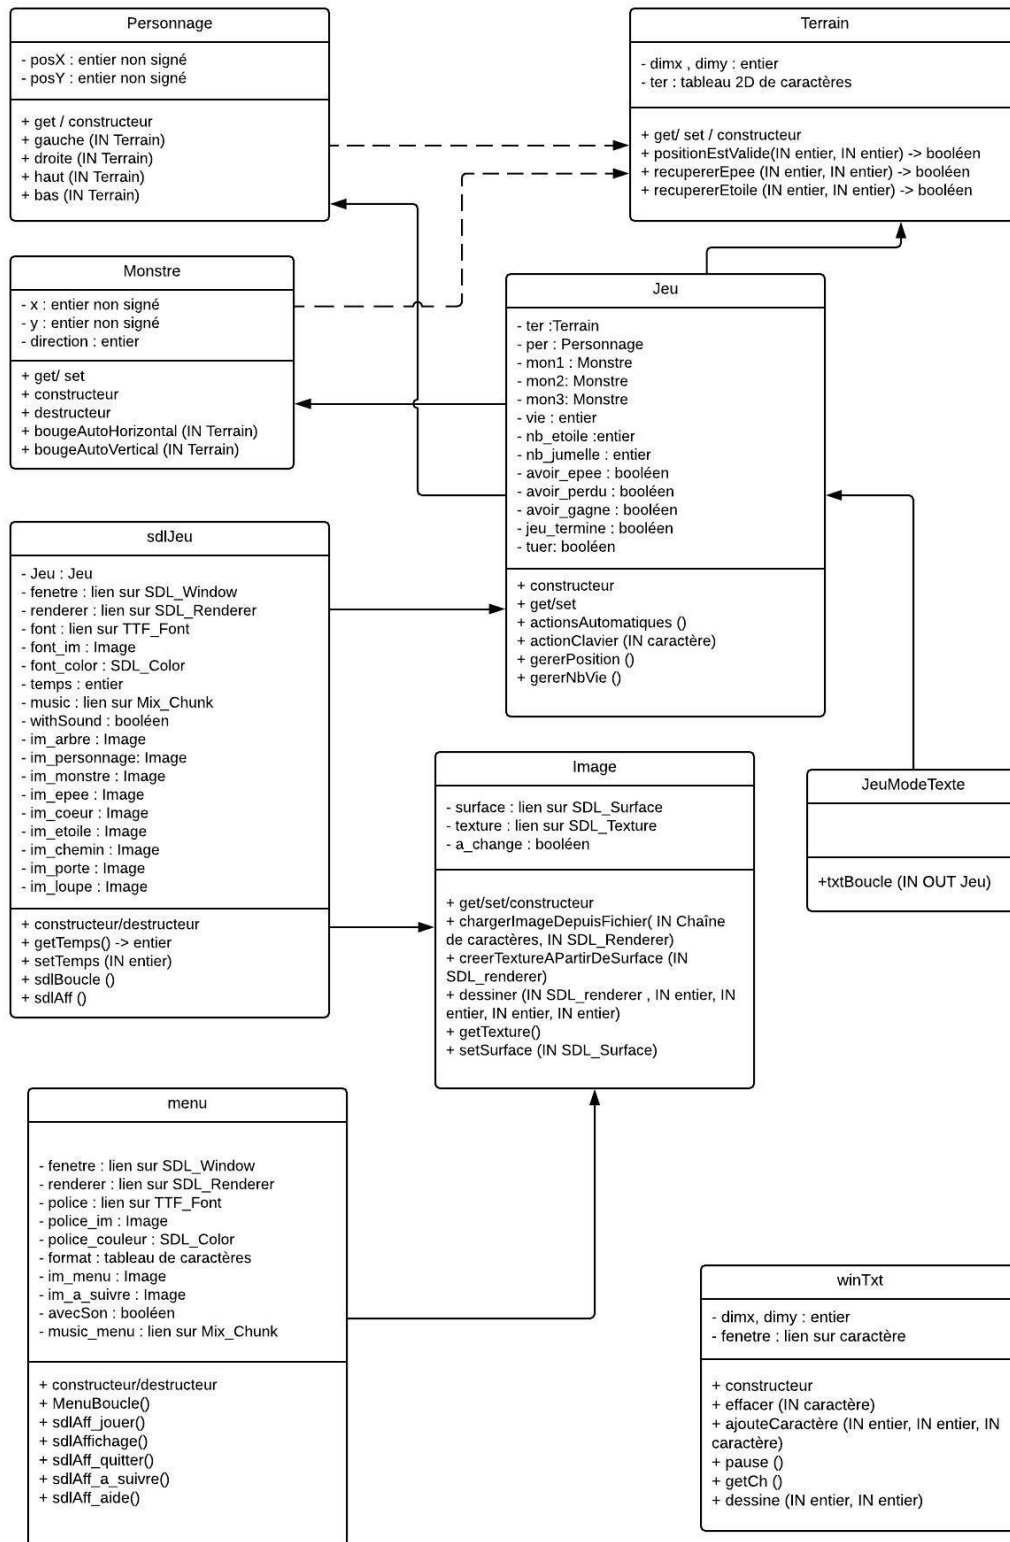 Personnage
- posX : entier non signé
- posY : entier non signé
+ get / constructeur
+ gauche (IN Terrain)
+ droite (IN Terrain)
+ haut (IN Terrain)
+ bas (IN Terrain)
Terrain
- dimx , dimy : entier
- ter : tableau 2D de caractères
+ get/ set / constructeur
+ positionEstValide(IN entier, IN entier) -> booléen
+ recupererEpee (IN entier, IN entier) -> booléen
+ recupererEtoile (IN entier, IN entier) -> booléen
Monstre
- x : entier non signé
- y : entier non signé
- direction : entier
+ get/ set
+ constructeur
+ destructeur
+ bougeAutoHorizontal (IN Terrain)
+ bougeAutoVertical (IN Terrain)
Jeu
- ter :Terrain
- per : Personnage
- mon1 : Monstre
- mon2: Monstre
- mon3: Monstre
- vie : entier
- nb_etoile :entier
- nb_jumelle : entier
- avoir_epee : booléen
- avoir_perdu : booléen
- avoir_gagne : booléen
- jeu_termine : booléen
- tuer: booléen
+ constructeur
+ get/set
+ actionsAutomatiques ()
+ actionClavier (IN caractère)
+ gererPosition ()
+ gererNbVie ()
sdlJeu
- Jeu : Jeu
- fenetre : lien sur SDL_Window
- renderer : lien sur SDL_Renderer
- font : lien sur TTF_Font
- font_im : Image
- font_color : SDL_Color
- temps : entier
- music : lien sur Mix_Chunk
- withSound : booléen
- im_arbre : Image
- im_personnage: Image
- im_monstre : Image
- im_epee : Image
- im_coeur : Image
- im_etoile : Image
- im_chemin : Image
- im_porte : Image
- im_loupe : Image
+ constructeur/destructeur
+ getTemps() -> entier
+ setTemps (IN entier)
+ sdlBoucle ()
+ sdlAff ()
Image
- surface : lien sur SDL_Surface
- texture : lien sur SDL_Texture
- a_change : booléen
+ get/set/constructeur
+ chargerImageDepuisFichier( IN Chaîne
de caractères, IN SDL_Renderer)
+ creerTextureAPartirDeSurface (IN
SDL_renderer)
+ dessiner (IN SDL_renderer , IN entier, IN
entier, IN entier, IN entier)
+ getTexture()
+ setSurface (IN SDL_Surface)
JeuModeTexte
+txtBoucle (IN OUT Jeu)
menu
- fenetre : lien sur SDL_Window
- renderer : lien sur SDL_Renderer
- police : lien sur TTF_Font
- police_im : Image
- police_couleur : SDL_Color
- format : tableau de caractères
- im_menu : Image
- im_a_suivre : Image
- avecSon : booléen
- music_menu : lien sur Mix_Chunk
+ constructeur/destructeur
+ MenuBoucle()
+ sdlAff_jouer()
+ sdlAffichage()
+ sdlAff_quitter()
+ sdlAff_a_suivre()
+ sdlAff_aide()
winTxt
- dimx, dimy : entier
- fenetre : lien sur caractère
+ constructeur
+ effacer (IN caractère)
+ ajouteCaractère (IN entier, IN entier, IN
caractère)
+ pause ()
+ getCh ()
+ dessine (IN entier, IN entier)